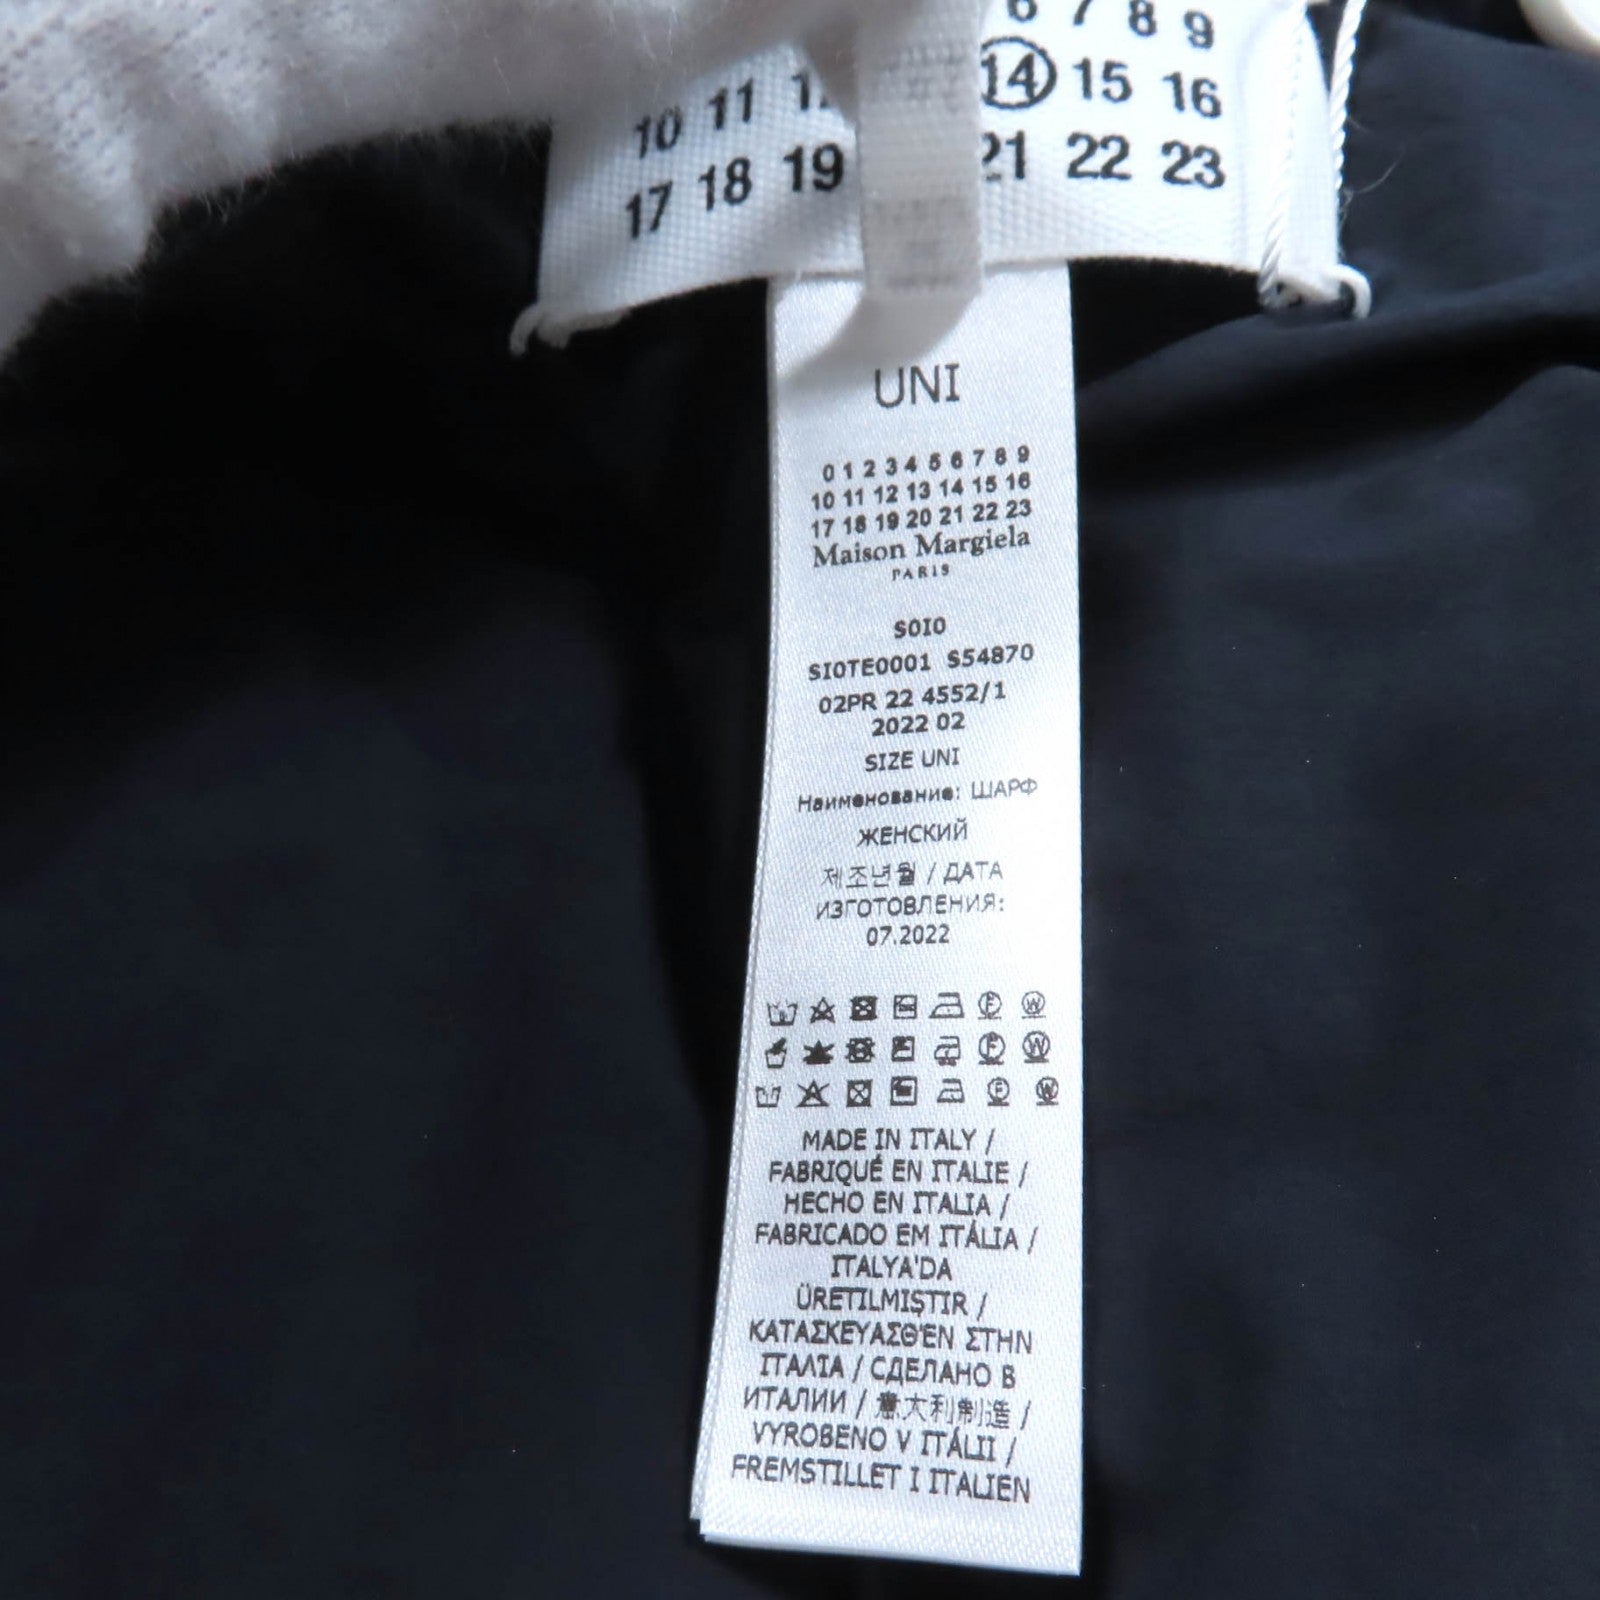 6 7 8 9
10 11 14 15 16
17 18 19 21 22 23
UNI
0 1 2 3 4 5 6 7 8 9
10 11 12 13 14 15 16
17 18 19 20 21 22 23
Maison Margiela
PARIS
S0I0
SI0TE0001 S54870
02PR 22 4552/1
2022 02
SIZE UNI
Наименование: ШАРФ
ЖЕНСКИЙ
제조년월 / ДАТА
ИЗГОТОВЛЕНИЯ:
07.2022
MADE IN ITALY /
FABRIQUÉ EN ITALIE /
HECHO EN ITALIA /
FABRICADO EM ITÁLIA /
ITALYA'DA
ÜRETILMIŞTIR /
ΚΑΤΑΣΚΕΥΑΣΘΈΝ ΣΤΗΝ
ΙΤΑΛΊΑ / СДЕЛАНО В
ИТАЛИИ / 意大利制造 /
VYROBENO V ITÁLII /
FREMSTILLET I ITALIEN